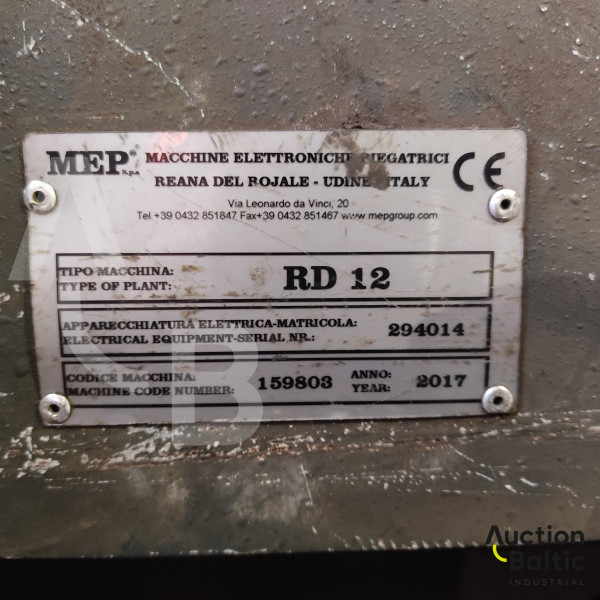 MEP® S.p.a. MACCHINE ELETTRONICHE PIEGATRICI CE
REANA DEL ROJALE - UDINE ITALY
Via Leonardo da Vinci, 20
Tel.+39 0432 851847 Fax+39 0432 851467 www.mepgroup.com
TIPO MACCHINA:
TYPE OF PLANT: RD 12
APPARECCHIATURA ELETTRICA-MATRICOLA:
ELECTRICAL EQUIPMENT-SERIAL NR.: 294014
CODICE MACCHINA: ANNO:
MACHINE CODE NUMBER: 159803 YEAR: 2017
AB
Auction
Baltic
INDUSTRIAL